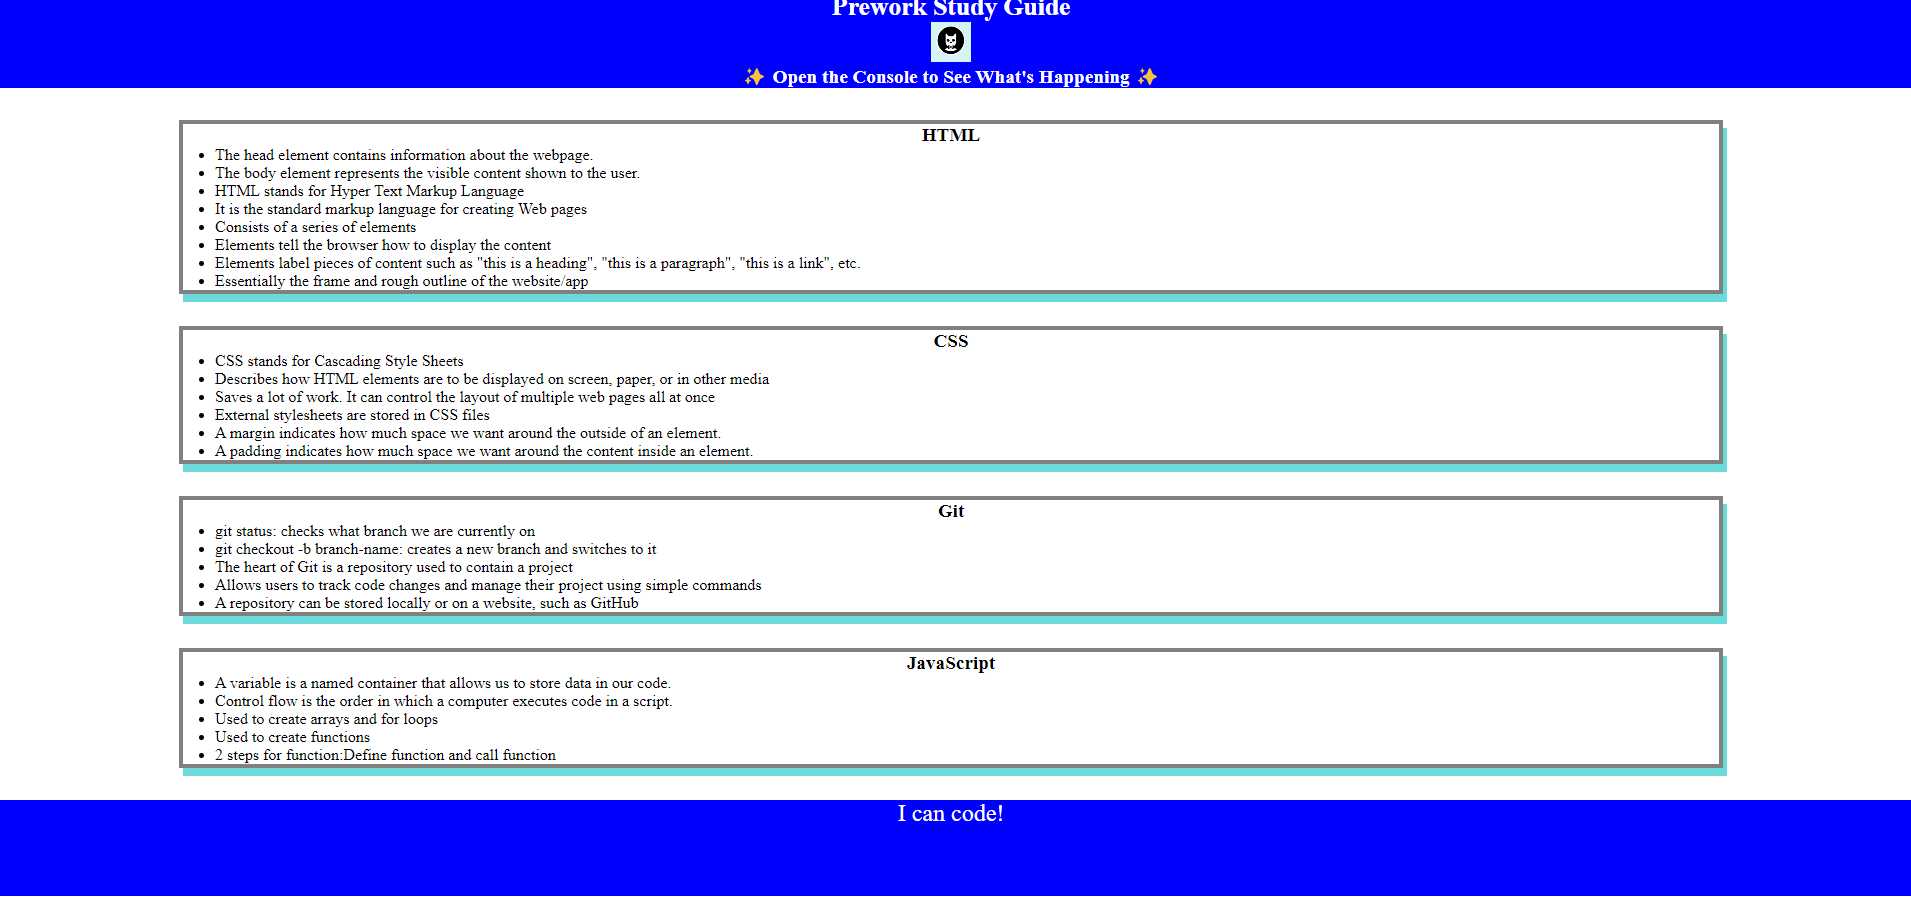 Prework Study Guide
✨ Open the Console to See What's Happening ✨
HTML
• The head element contains information about the webpage.
• The body element represents the visible content shown to the user.
• HTML stands for Hyper Text Markup Language
• It is the standard markup language for creating Web pages
• Consists of a series of elements
• Elements tell the browser how to display the content
• Elements label pieces of content such as "this is a heading", "this is a paragraph", "this is a link", etc.
• Essentially the frame and rough outline of the website/app
CSS
• CSS stands for Cascading Style Sheets
• Describes how HTML elements are to be displayed on screen, paper, or in other media
• Saves a lot of work. It can control the layout of multiple web pages all at once
• External stylesheets are stored in CSS files
• A margin indicates how much space we want around the outside of an element.
• A padding indicates how much space we want around the content inside an element.
Git
• git status: checks what branch we are currently on
• git checkout -b branch-name: creates a new branch and switches to it
• The heart of Git is a repository used to contain a project
• Allows users to track code changes and manage their project using simple commands
• A repository can be stored locally or on a website, such as GitHub
JavaScript
• A variable is a named container that allows us to store data in our code.
• Control flow is the order in which a computer executes code in a script.
• Used to create arrays and for loops
• Used to create functions
• 2 steps for function:Define function and call function
I can code!